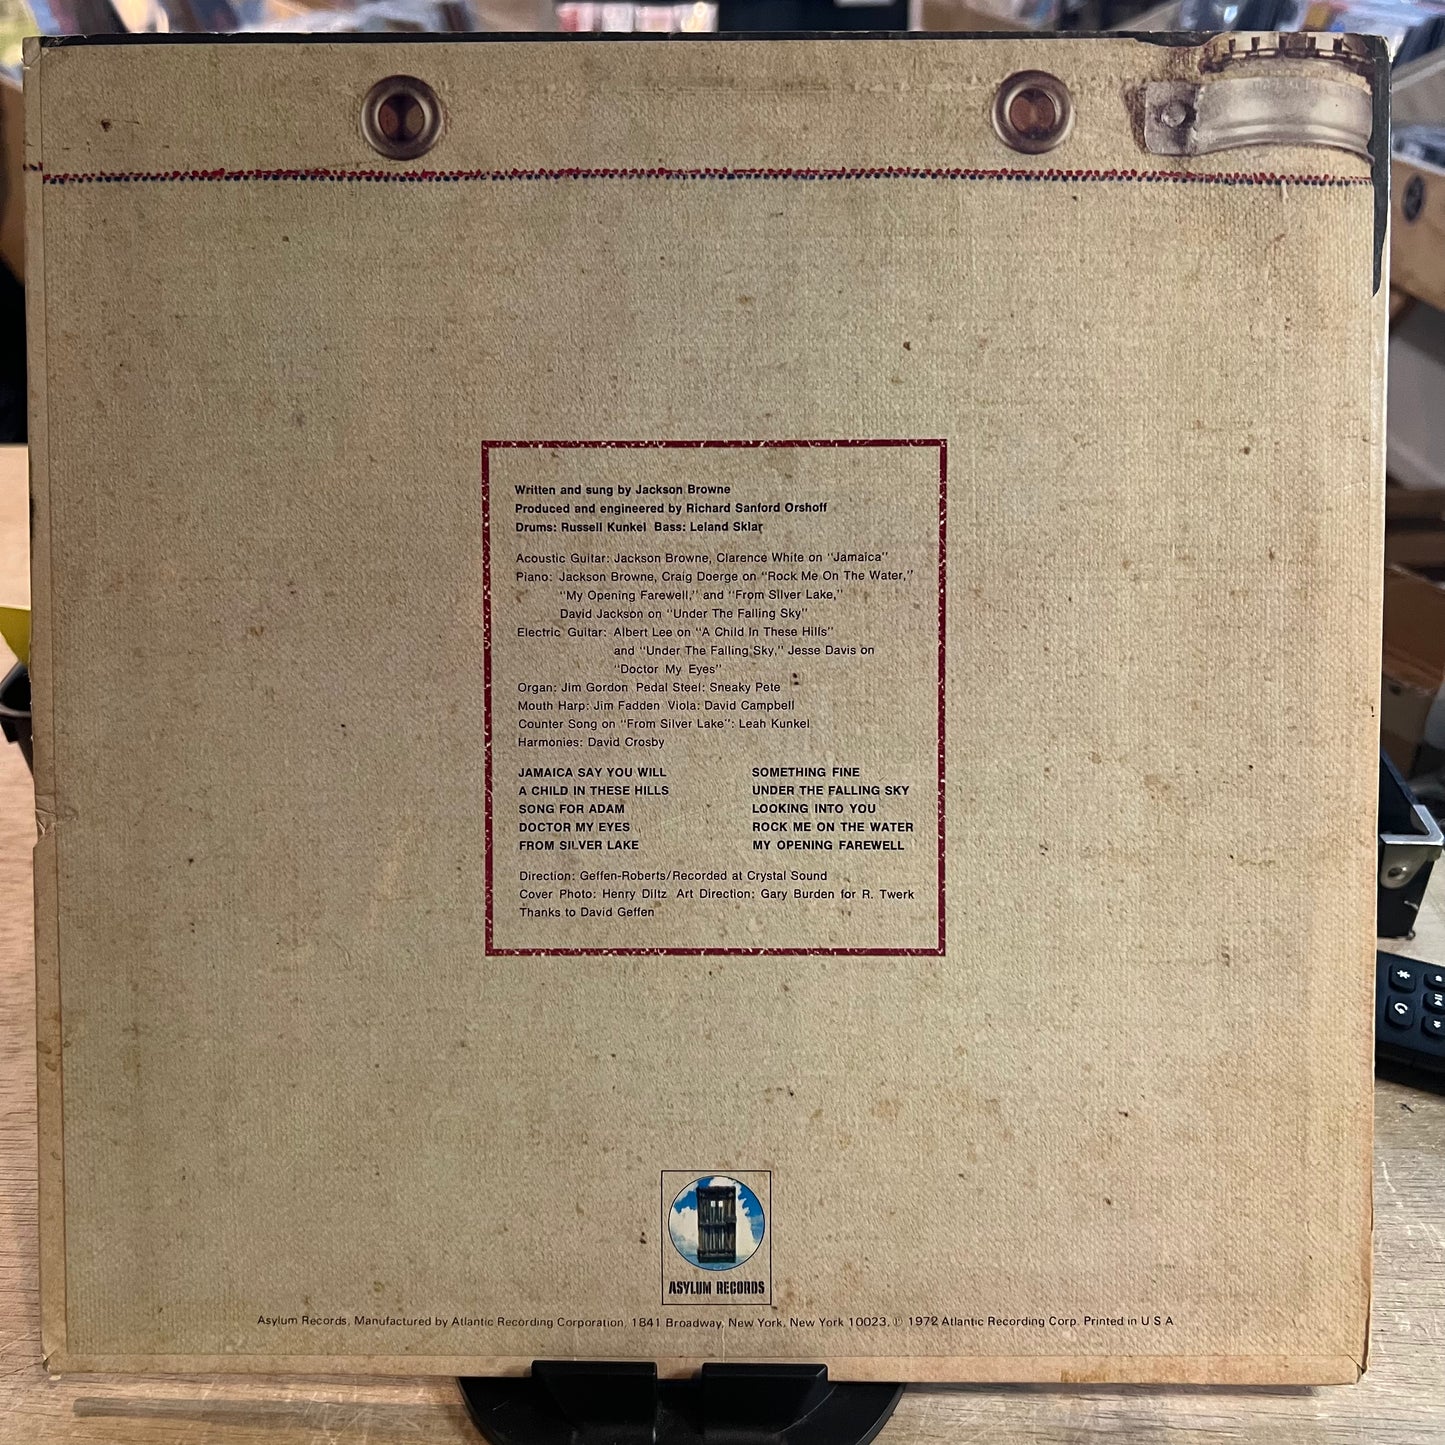 Written and sung by Jackson Browne
Produced and engineered by Richard Sanford Orshoff
Drums: Russell Kunkel Bass: Leland Sklar
Acoustic Guitar: Jackson Browne, Clarence White on "Jamaica"
Piano: Jackson Browne, Craig Doerge on "Rock Me On The Water,"
"My Opening Farewell," and "From Silver Lake,"
David Jackson on "Under The Falling Sky"
Electric Guitar: Albert Lee on "A Child In These Hills"
and "Under The Falling Sky," Jesse Davis on
"Doctor My Eyes"
Organ: Jim Gordon Pedal Steel: Sneaky Pete
Mouth Harp: Jim Fadden Viola: David Campbell
Counter Song on "From Silver Lake": Leah Kunkel
Harmonies: David Crosby
JAMAICA SAY YOU WILL
A CHILD IN THESE HILLS
SONG FOR ADAM
DOCTOR MY EYES
FROM SILVER LAKE
SOMETHING FINE
UNDER THE FALLING SKY
LOOKING INTO YOU
ROCK ME ON THE WATER
MY OPENING FAREWELL
Direction: Geffen-Roberts/Recorded at Crystal Sound
Cover Photo: Henry Diltz Art Direction: Gary Burden for R. Twerk
Thanks to David Geffen
ASYLUM RECORDS
Asylum Records, Manufactured by Atlantic Recording Corporation, 1841 Broadway, New York, New York 10023, ℗ 1972 Atlantic Recording Corp. Printed in U S A